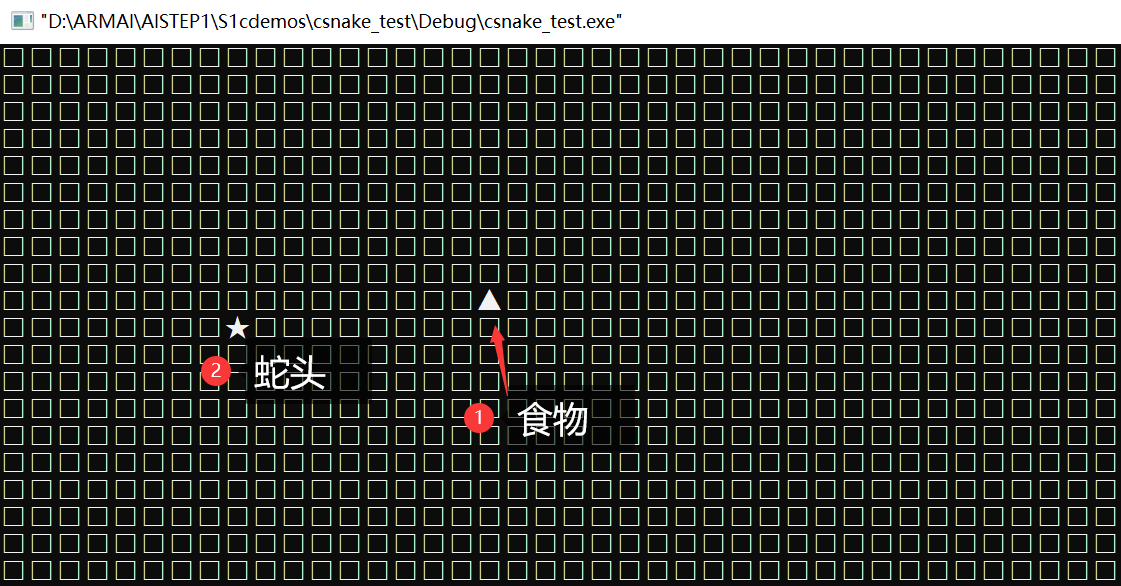 "D:\ARMAI\AISTEP1\S1cdemos\csnake_test\Debug\csnake_test.exe"
2 蛇头
1 食物